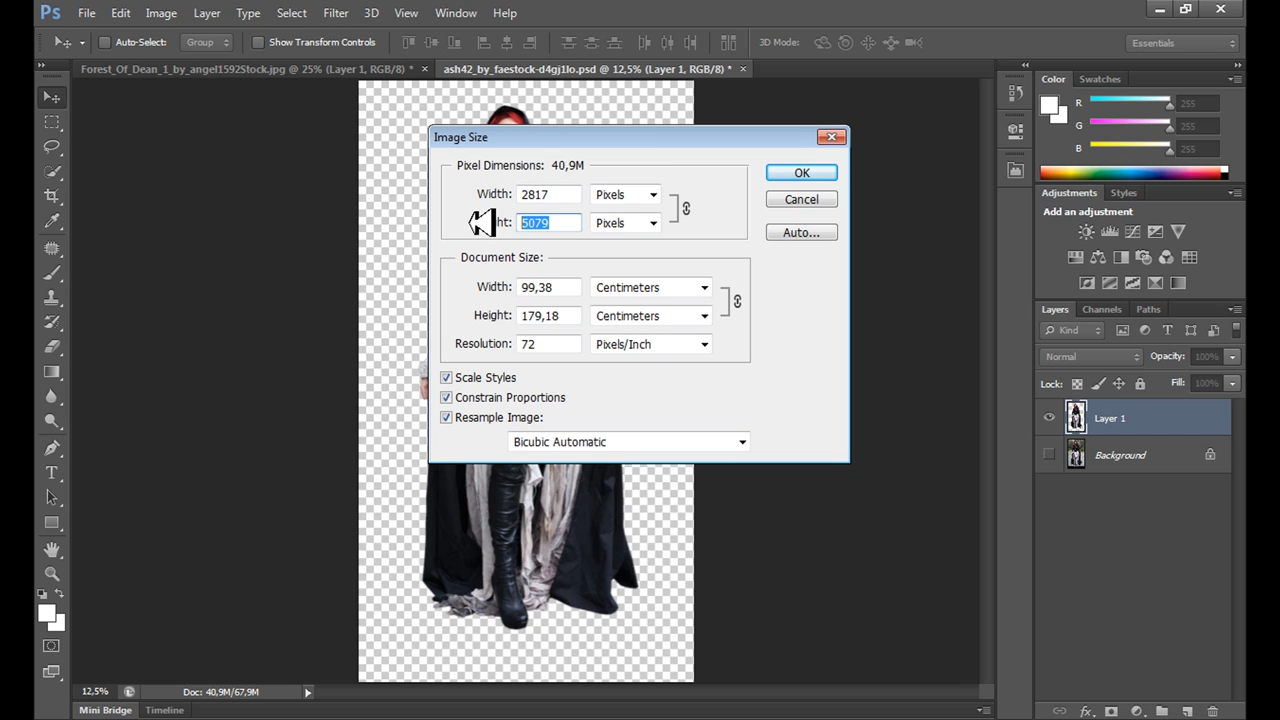 Ps File Edit Image Layer Type Select Filter 3D View Window Help
Auto-Select: Group Show Transform Controls 3D Mode: Essentials
Forest_Of_Dean_1_by_angel1592Stock.jpg @ 25% (Layer 1, RGB/8) * × ash42_by_faestock-d4gj1lo.psd @ 12,5% (Layer 1, RGB/8) * ×
Image Size
Pixel Dimensions: 40,9M
Width: 2817 Pixels
ht: 5079 Pixels
Document Size:
Width: 99,38 Centimeters
Height: 179,18 Centimeters
Resolution: 72 Pixels/Inch
Scale Styles
Constrain Proportions
Resample Image:
Bicubic Automatic
OK
Cancel
Auto...
Color Swatches
R 255
G 255
B 255
Adjustments Styles
Add an adjustment
Layers Channels Paths
Kind
Normal Opacity: 100%
Lock: Fill: 100%
Layer 1
Background
12,5% Doc: 40,9M/67,9M
Mini Bridge Timeline